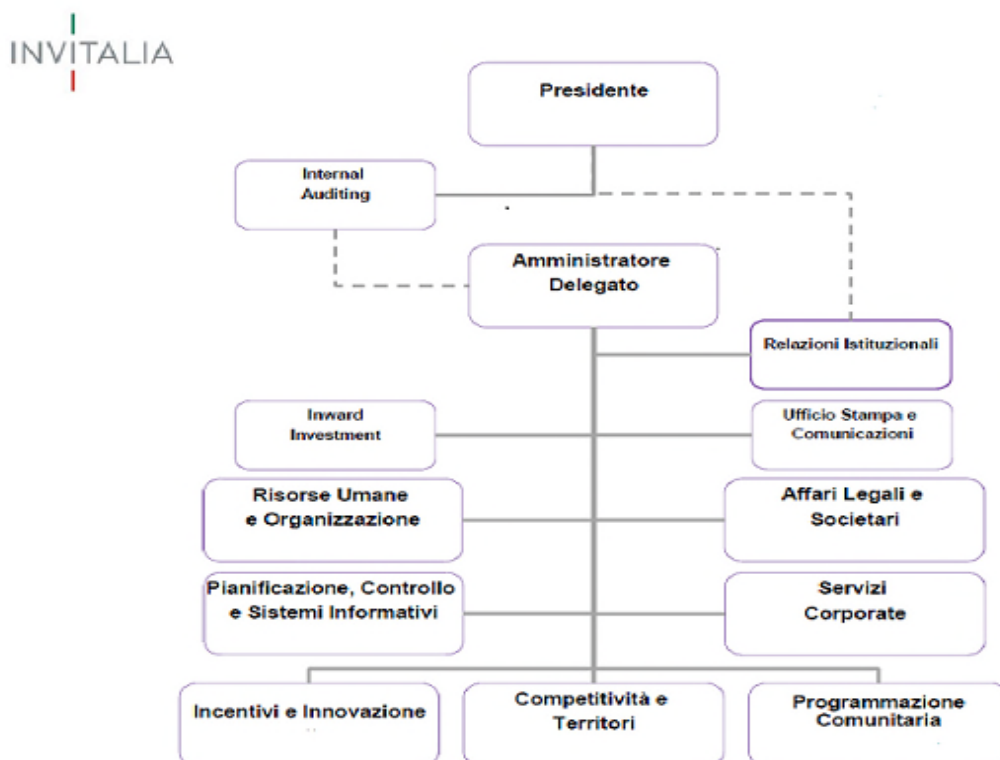 INVITALIA
Presidente
Internal
Auditing
Amministratore
Delegato
Relazioni Istituzionali
Inward
Investment
Ufficio Stampa e
Comunicazioni
Risorse Umane
e Organizzazione
Affari Legali e
Societari
Pianificazione, Controllo
e Sistemi Informativi
Servizi
Corporate
Incentivi e Innovazione
Competitività e
Territori
Programmazione
Comunitaria